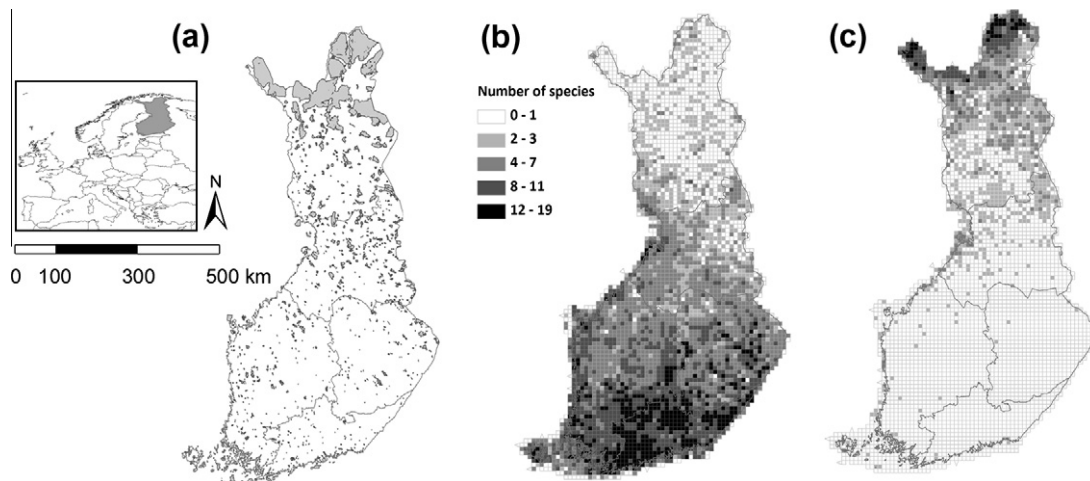 (a)
(b)
(c)
N
0 100 300 500 km
Number of species
0 - 1
2 - 3
4 - 7
8 - 11
12 - 19